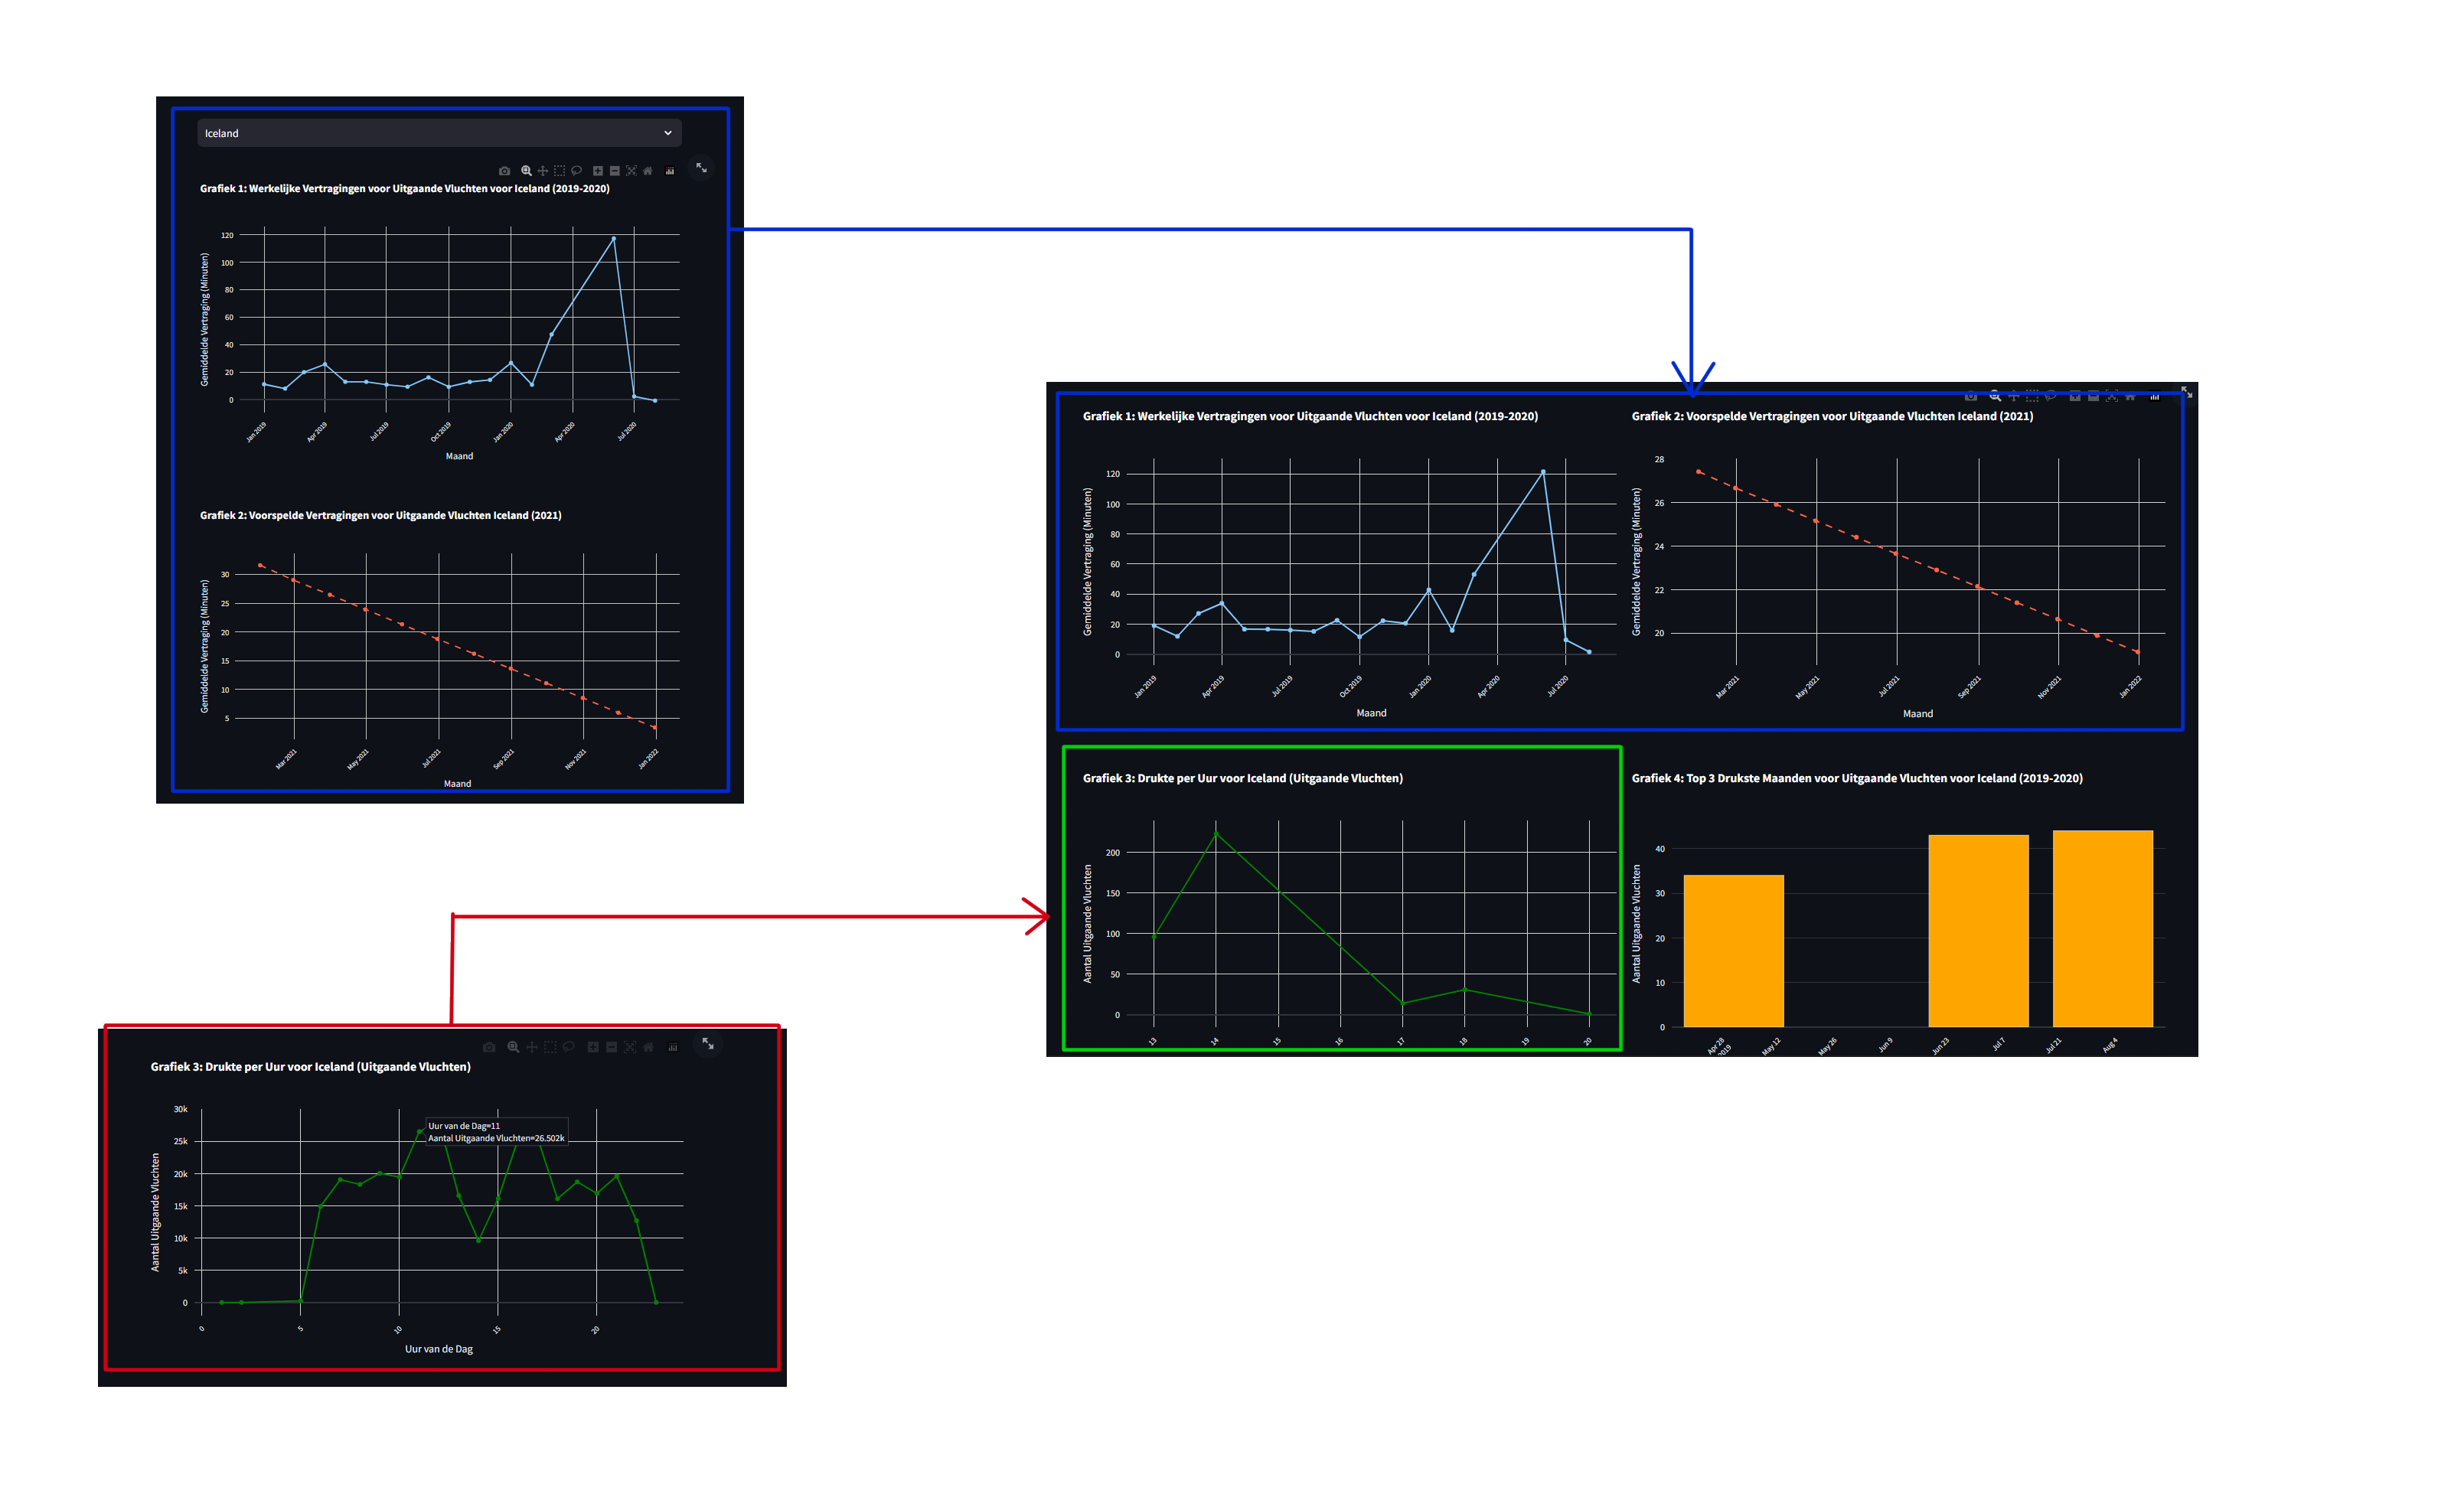 Iceland
Grafiek 1: Werkelijke Vertragingen voor Uitgaande Vluchten voor Iceland (2019-2020)
Gemiddelde Vertraging (Minuten)
120
100
80
60
40
20
0
Jan 2019
Apr 2019
Jul 2019
Oct 2019
Jan 2020
Apr 2020
Jul 2020
Maand
Grafiek 2: Voorspelde Vertragingen voor Uitgaande Vluchten Iceland (2021)
Gemiddelde Vertraging (Minuten)
30
25
20
15
10
5
Mar 2021
May 2021
Jul 2021
Sep 2021
Nov 2021
Jan 2022
Maand
Grafiek 1: Werkelijke Vertragingen voor Uitgaande Vluchten voor Iceland (2019-2020)
Gemiddelde Vertraging (Minuten)
120
100
80
60
40
20
0
Jan 2019
Apr 2019
Jul 2019
Oct 2019
Jan 2020
Apr 2020
Jul 2020
Maand
Grafiek 2: Voorspelde Vertragingen voor Uitgaande Vluchten Iceland (2021)
Gemiddelde Vertraging (Minuten)
28
26
24
22
20
Mar 2021
May 2021
Jul 2021
Sep 2021
Nov 2021
Jan 2022
Maand
Grafiek 3: Drukte per Uur voor Iceland (Uitgaande Vluchten)
Aantal Uitgaande Vluchten
200
150
100
50
0
13
14
15
16
17
18
19
20
Grafiek 4: Top 3 Drukste Maanden voor Uitgaande Vluchten voor Iceland (2019-2020)
Aantal Uitgaande Vluchten
40
30
20
10
0
Apr 28
2019
May 12
May 26
Jun 9
Jun 23
Jul 7
Jul 21
Aug 4
Grafiek 3: Drukte per Uur voor Iceland (Uitgaande Vluchten)
Aantal Uitgaande Vluchten
30k
25k
20k
15k
10k
5k
0
Uur van de Dag=11
Aantal Uitgaande Vluchten=26.502k
0
5
10
15
20
Uur van de Dag